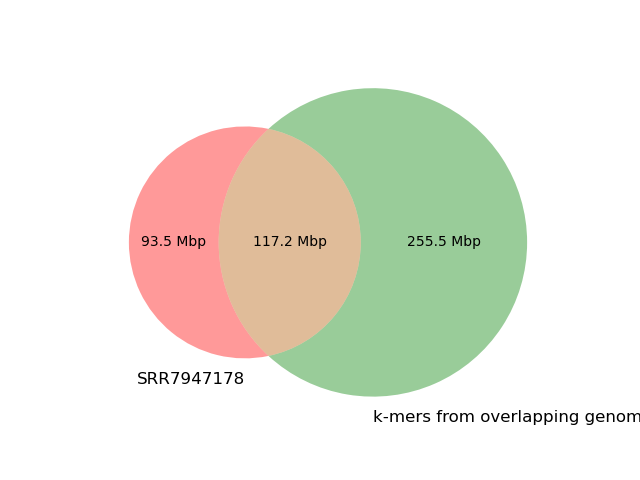 93.5 Mbp 117.2 Mbp 255.5 Mbp
SRR7947178
k-mers from overlapping genom